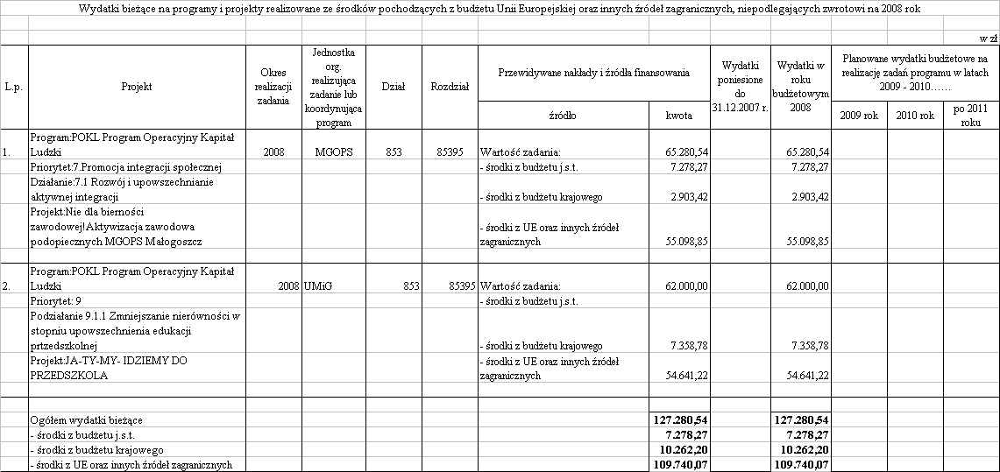 Wydatki bieżące na programy i projekty realizowane ze środków pochodzących z budżetu Unii Europejskiej oraz innych źródeł zagranicznych, niepodlegających zwrotowi na 2008 rok
w zł
L.p.
Projekt
Okres
realizacji
zadania
Jednostka
org.
realizująca
zadanie lub
koordynująca
program
Dział
Rozdział
Przewidywane nakłady i źródła finansowania
źródło
kwota
Wydatki
poniesione
do
31.12.2007 r.
Wydatki w
roku
budżetowym
2008
Planowane wydatki budżetowe na
realizację zadań programu w latach
2009 - 2010……
2009 rok
2010 rok
po 2011
roku
Program:POKL Program Operacyjny Kapitał
1. Ludzki 2008 MGOPS 853 85395 Wartość zadania: 65.280,54 65.280,54
Priorytet:7.Promocja integracji społecznej - środki z budżetu j.s.t. 7.278,27 7.278,27
Działanie:7.1 Rozwój i upowszechnianie
aktywnej integracji - środki z budżetu krajowego 2.903,42 2.903,42
Projekt:Nie dla bierności
zawodowej!Aktywizacja zawodowa - środki z UE oraz innych źródeł
podopiecznych MGOPS Małogoszcz zagranicznych 55.098,85 55.098,85
Program:POKL Program Operacyjny Kapitał
2. Ludzki 2008 UMiG 853 85395 Wartość zadania: 62.000,00 62.000,00
Priorytet: 9 - środki z budżetu j.s.t.
Podziałanie 9.1.1 Zmniejszanie nierówności w
stopniu upowszechnienia edukacji
prtzedszkolnej - środki z budżetu krajowego 7.358,78 7.358,78
Projekt:JA-TY-MY- IDZIEMY DO - środki z UE oraz innych źródeł
PRZEDSZKOLA zagranicznych 54.641,22 54.641,22
Ogółem wydatki bieżące 127.280,54 127.280,54
- środki z budżetu j.s.t. 7.278,27 7.278,27
- środki z budżetu krajowego 10.262,20 10.262,20
- środki z UE oraz innych źródeł zagranicznych 109.740,07 109.740,07